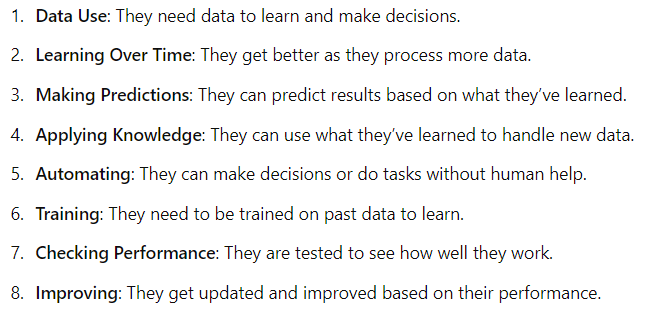 1. Data Use: They need data to learn and make decisions.
2. Learning Over Time: They get better as they process more data.
3. Making Predictions: They can predict results based on what they’ve learned.
4. Applying Knowledge: They can use what they’ve learned to handle new data.
5. Automating: They can make decisions or do tasks without human help.
6. Training: They need to be trained on past data to learn.
7. Checking Performance: They are tested to see how well they work.
8. Improving: They get updated and improved based on their performance.